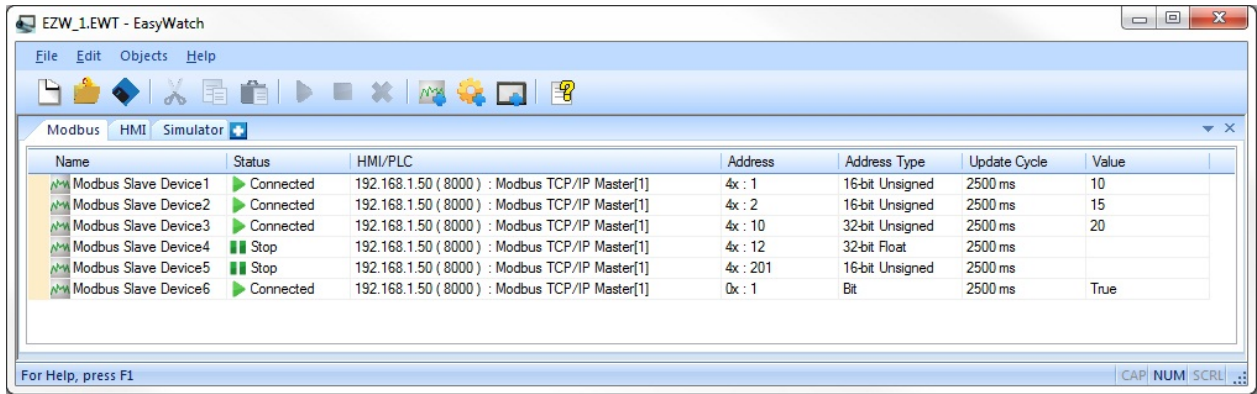 EZW_1.EWT - EasyWatch
File Edit Objects Help
Modbus HMI Simulator
Name Status HMI/PLC Address Address Type Update Cycle Value
Modbus Slave Device1 Connected 192.168.1.50 ( 8000 ) : Modbus TCP/IP Master[1] 4x : 1 16-bit Unsigned 2500 ms 10
Modbus Slave Device2 Connected 192.168.1.50 ( 8000 ) : Modbus TCP/IP Master[1] 4x : 2 16-bit Unsigned 2500 ms 15
Modbus Slave Device3 Connected 192.168.1.50 ( 8000 ) : Modbus TCP/IP Master[1] 4x : 10 32-bit Unsigned 2500 ms 20
Modbus Slave Device4 Stop 192.168.1.50 ( 8000 ) : Modbus TCP/IP Master[1] 4x : 12 32-bit Float 2500 ms
Modbus Slave Device5 Stop 192.168.1.50 ( 8000 ) : Modbus TCP/IP Master[1] 4x : 201 16-bit Unsigned 2500 ms
Modbus Slave Device6 Connected 192.168.1.50 ( 8000 ) : Modbus TCP/IP Master[1] 0x : 1 Bit 2500 ms True
For Help, press F1 CAP NUM SCRL